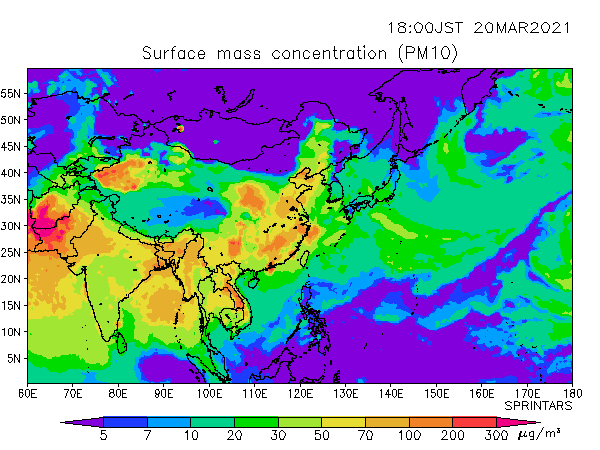 18:00JST 20MAR2021
Surface mass concentration (PM10)
55N
50N
45N
40N
35N
30N
25N
20N
15N
10N
5N
60E 70E 80E 90E 100E 110E 120E 130E 140E 150E 160E 170E 180
SPRINTARS
5 7 10 20 30 50 70 100 200 300 μg/m³